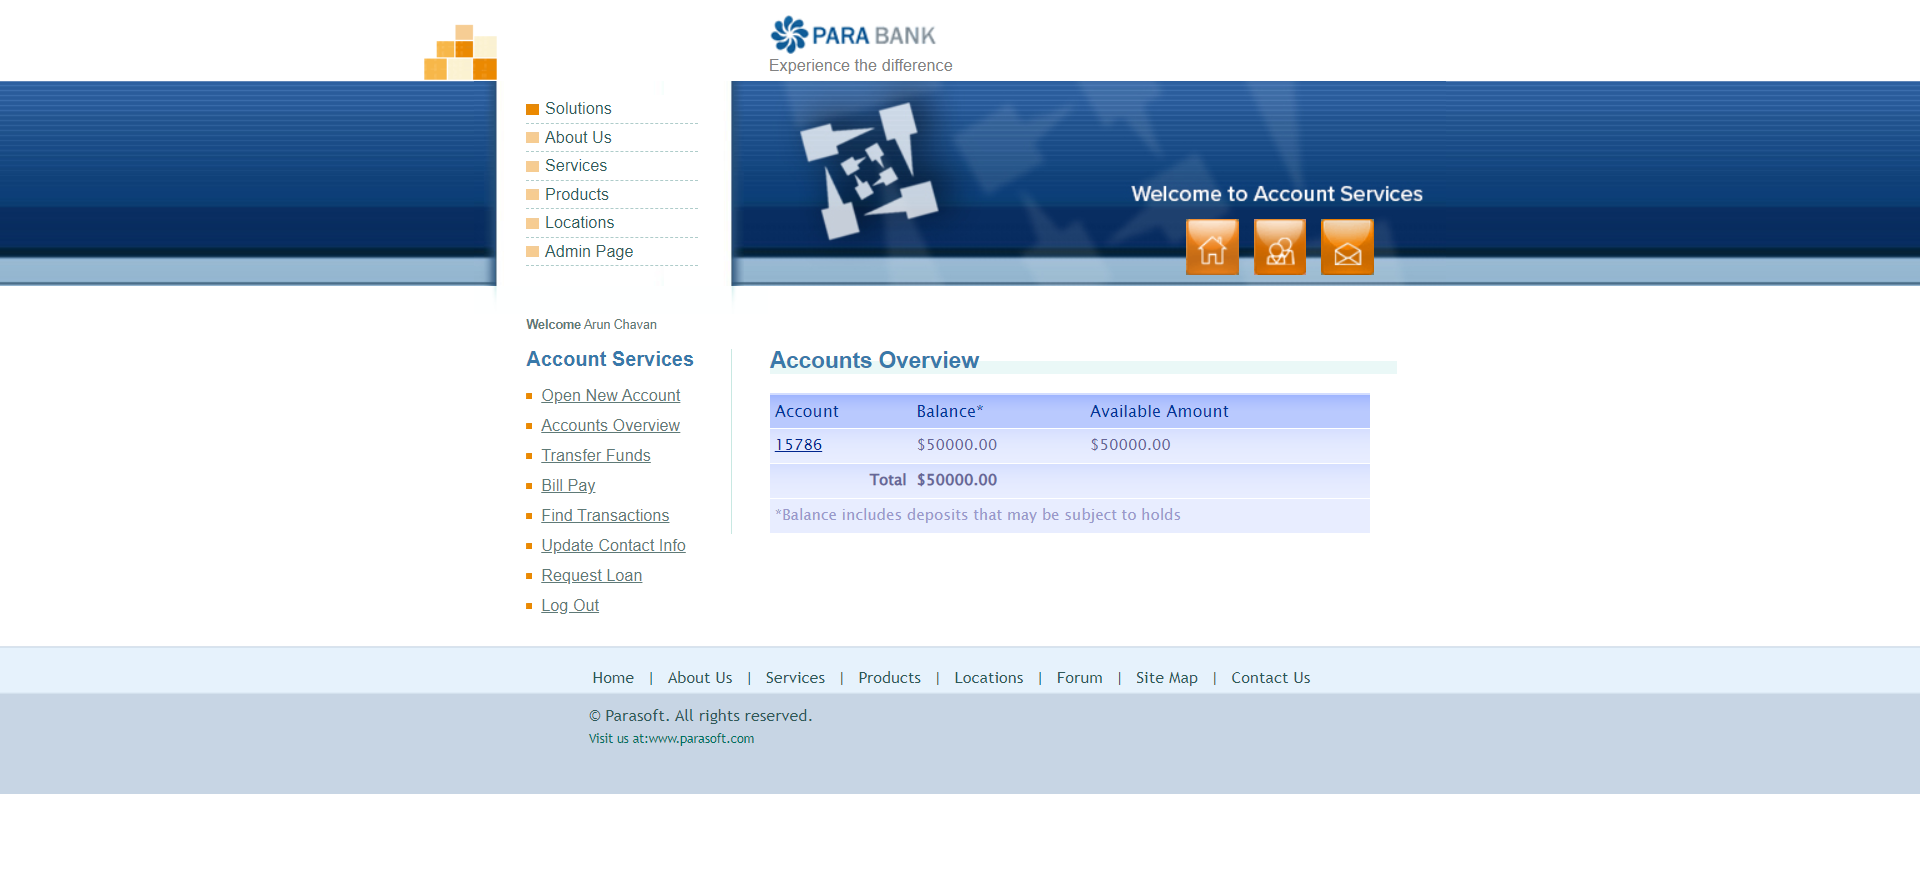 PARA BANK
Experience the difference
Solutions
About Us
Services
Products
Locations
Admin Page
Welcome to Account Services
Welcome Arun Chavan
Account Services
Open New Account
Accounts Overview
Transfer Funds
Bill Pay
Find Transactions
Update Contact Info
Request Loan
Log Out
Accounts Overview
Account Balance* Available Amount
15786 $50000.00 $50000.00
Total $50000.00
*Balance includes deposits that may be subject to holds
Home | About Us | Services | Products | Locations | Forum | Site Map | Contact Us
© Parasoft. All rights reserved.
Visit us at:www.parasoft.com